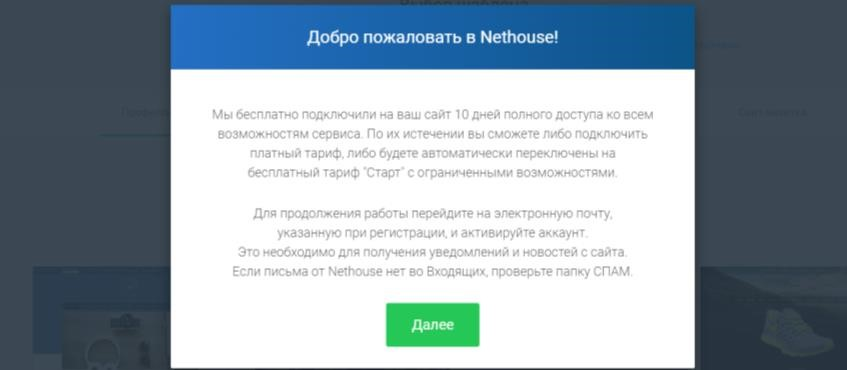 Выбор шаблона
Добро пожаловать в Nethouse!
Мы бесплатно подключили на ваш сайт 10 дней полного доступа ко всем
возможностям сервиса. По их истечении вы сможете либо подключить
платный тариф, либо будете автоматически переключены на
бесплатный тариф "Старт" с ограниченными возможностями.
Для продолжения работы перейдите на электронную почту,
указанную при регистрации, и активируйте аккаунт.
Это необходимо для получения уведомлений и новостей с сайта.
Если письма от Nethouse нет во Входящих, проверьте папку СПАМ.
Далее